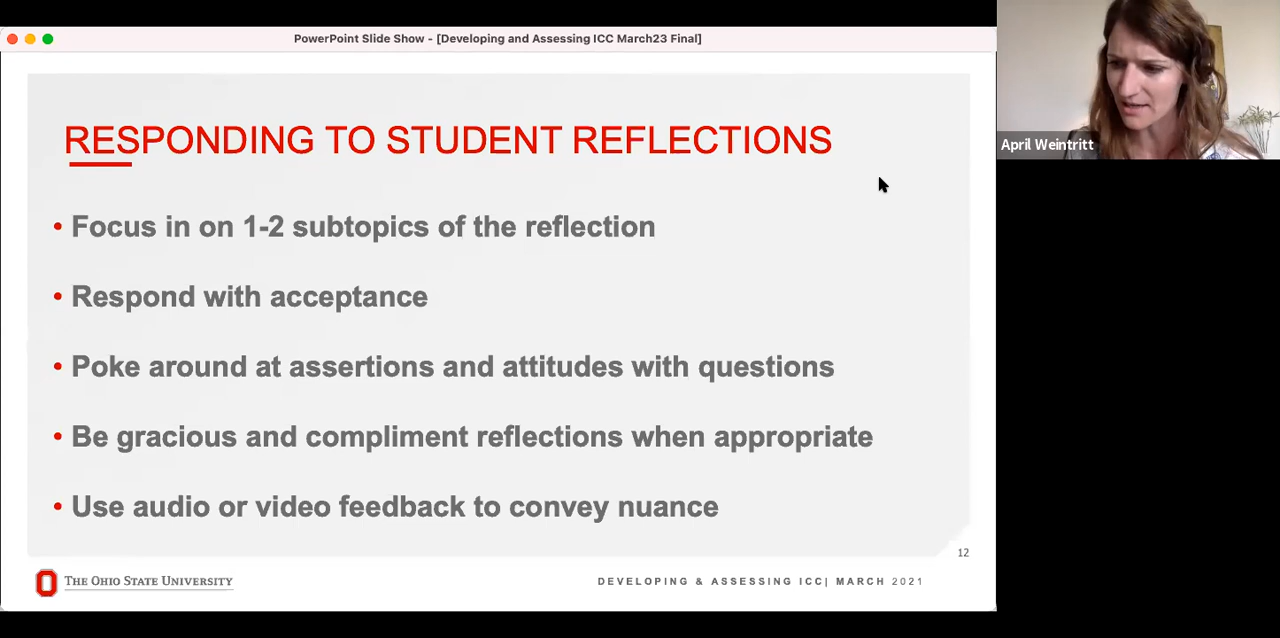 PowerPoint Slide Show - [Developing and Assessing ICC March23 Final]
April Weintritt
RESPONDING TO STUDENT REFLECTIONS
• Focus in on 1-2 subtopics of the reflection
• Respond with acceptance
• Poke around at assertions and attitudes with questions
• Be gracious and compliment reflections when appropriate
• Use audio or video feedback to convey nuance
12
THE OHIO STATE UNIVERSITY
DEVELOPING & ASSESSING ICC| MARCH 2021